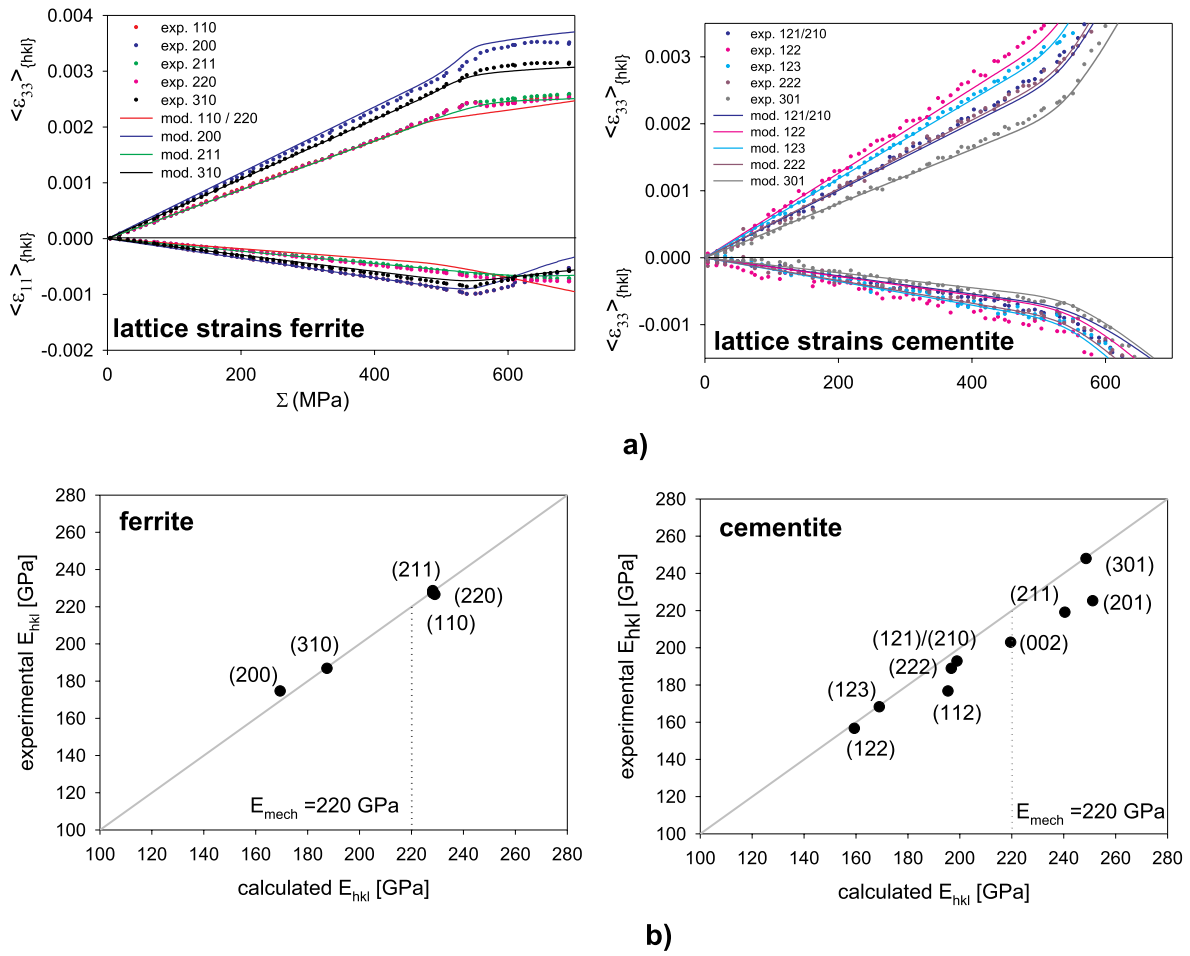 0.004
0.003
0.002
0.001
0.000
-0.001
-0.002
<ε33>{hkl}
<ε11>{hkl}
exp. 110
exp. 200
exp. 211
exp. 220
exp. 310
mod. 110 / 220
mod. 200
mod. 211
mod. 310
lattice strains ferrite
0 200 400 600
Σ (MPa)
0.003
0.002
0.001
0.000
-0.001
<ε33>{hkl}
<ε33>{hkl}
exp. 121/210
exp. 122
exp. 123
exp. 222
exp. 301
mod. 121/210
mod. 122
mod. 123
mod. 222
mod. 301
lattice strains cementite
0 200 400 600
a)
280
260
240
220
200
180
160
140
120
100
experimental Ehkl [GPa]
ferrite
(211)
(220)
(110)
(310)
(200)
Emech =220 GPa
100 120 140 160 180 200 220 240 260 280
calculated Ehkl [GPa]
280
260
240
220
200
180
160
140
120
100
experimental Ehkl [GPa]
cementite
(301)
(211)
(201)
(121)/(210)
(002)
(222)
(123)
(112)
(122)
Emech =220 GPa
100 120 140 160 180 200 220 240 260 280
calculated Ehkl [GPa]
b)